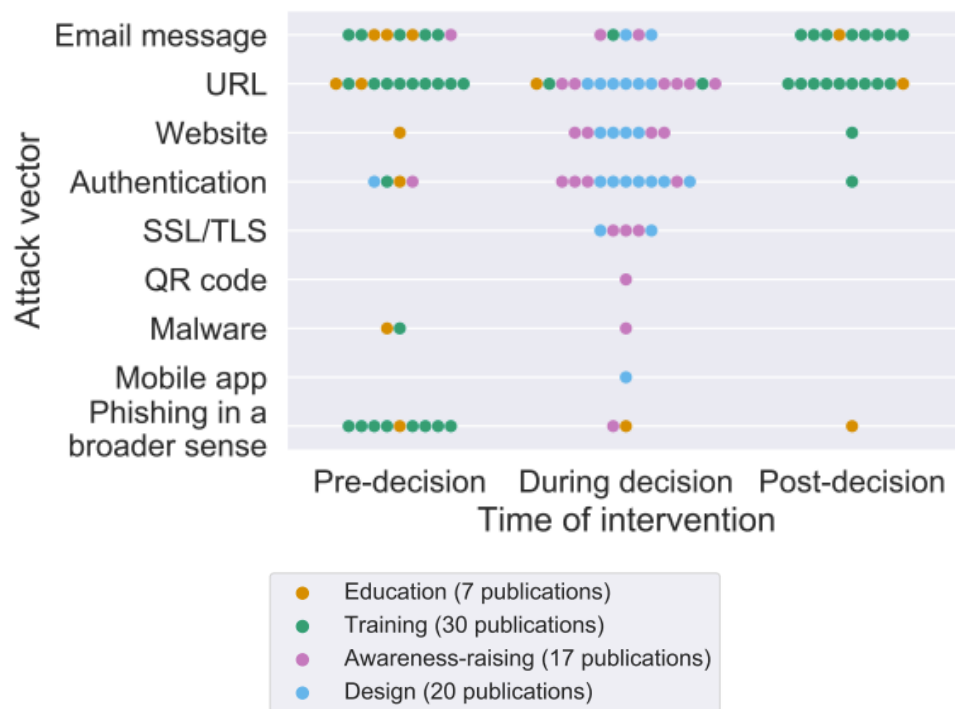 Email message
URL
Website
Authentication
SSL/TLS
QR code
Malware
Mobile app
Phishing in a
broader sense
Attack vector
Pre-decision
During decision
Post-decision
Time of intervention
Education (7 publications)
Training (30 publications)
Awareness-raising (17 publications)
Design (20 publications)